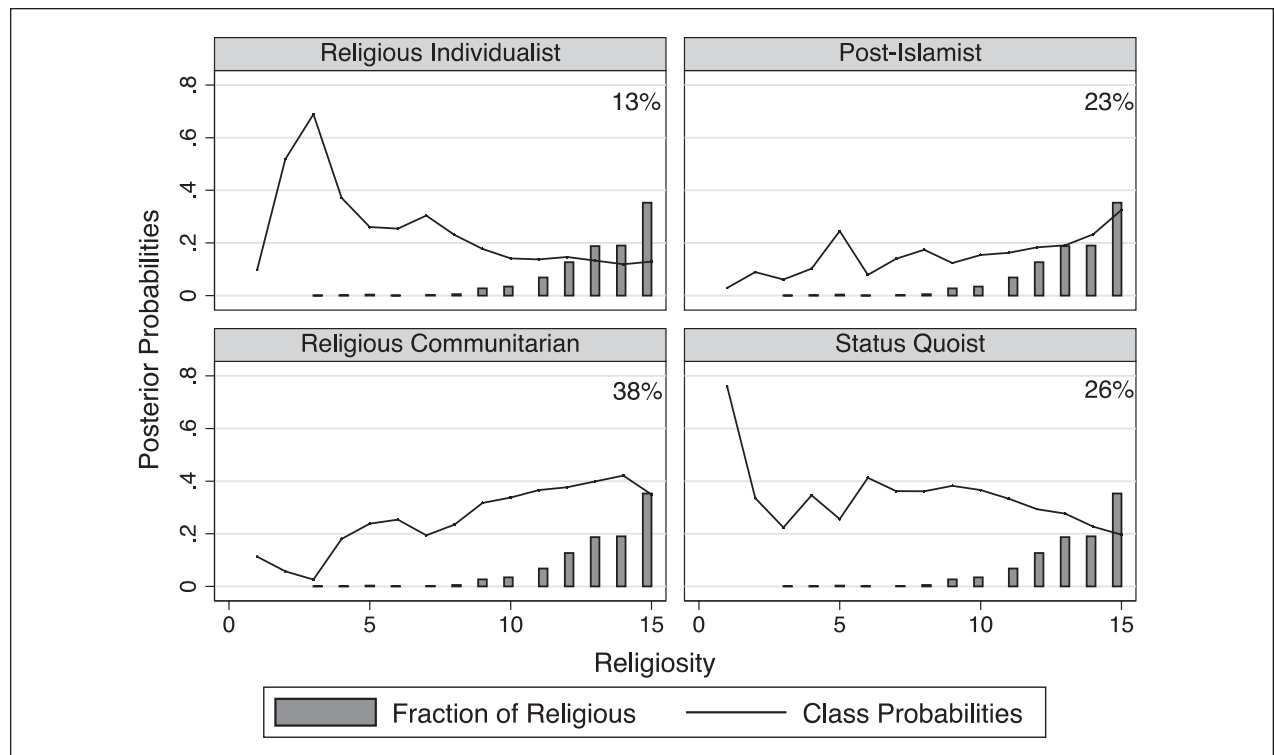 Religious Individualist
Post-Islamist
.8
.6
.4
.2
0
13%
23%
Religious Communitarian
Status Quoist
.8
.6
.4
.2
0
38%
26%
Posterior Probabilities
0 5 10 15
0 5 10 15
Religiosity
Fraction of Religious Class Probabilities